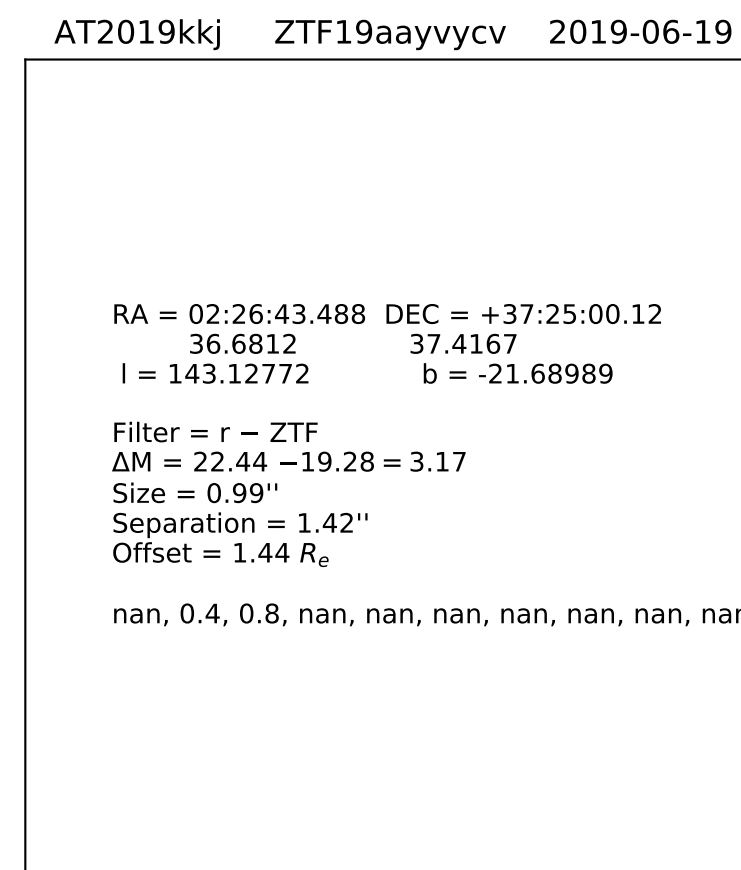 AT2019kkj ZTF19aayvycv 2019-06-19
RA = 02:26:43.488 DEC = +37:25:00.12
36.6812 37.4167
l = 143.12772 b = -21.68989
Filter = r − ZTF
ΔM = 22.44 −19.28 = 3.17
Size = 0.99''
Separation = 1.42''
Offset = 1.44 Rₑ
nan, 0.4, 0.8, nan, nan, nan, nan, nan, nan,